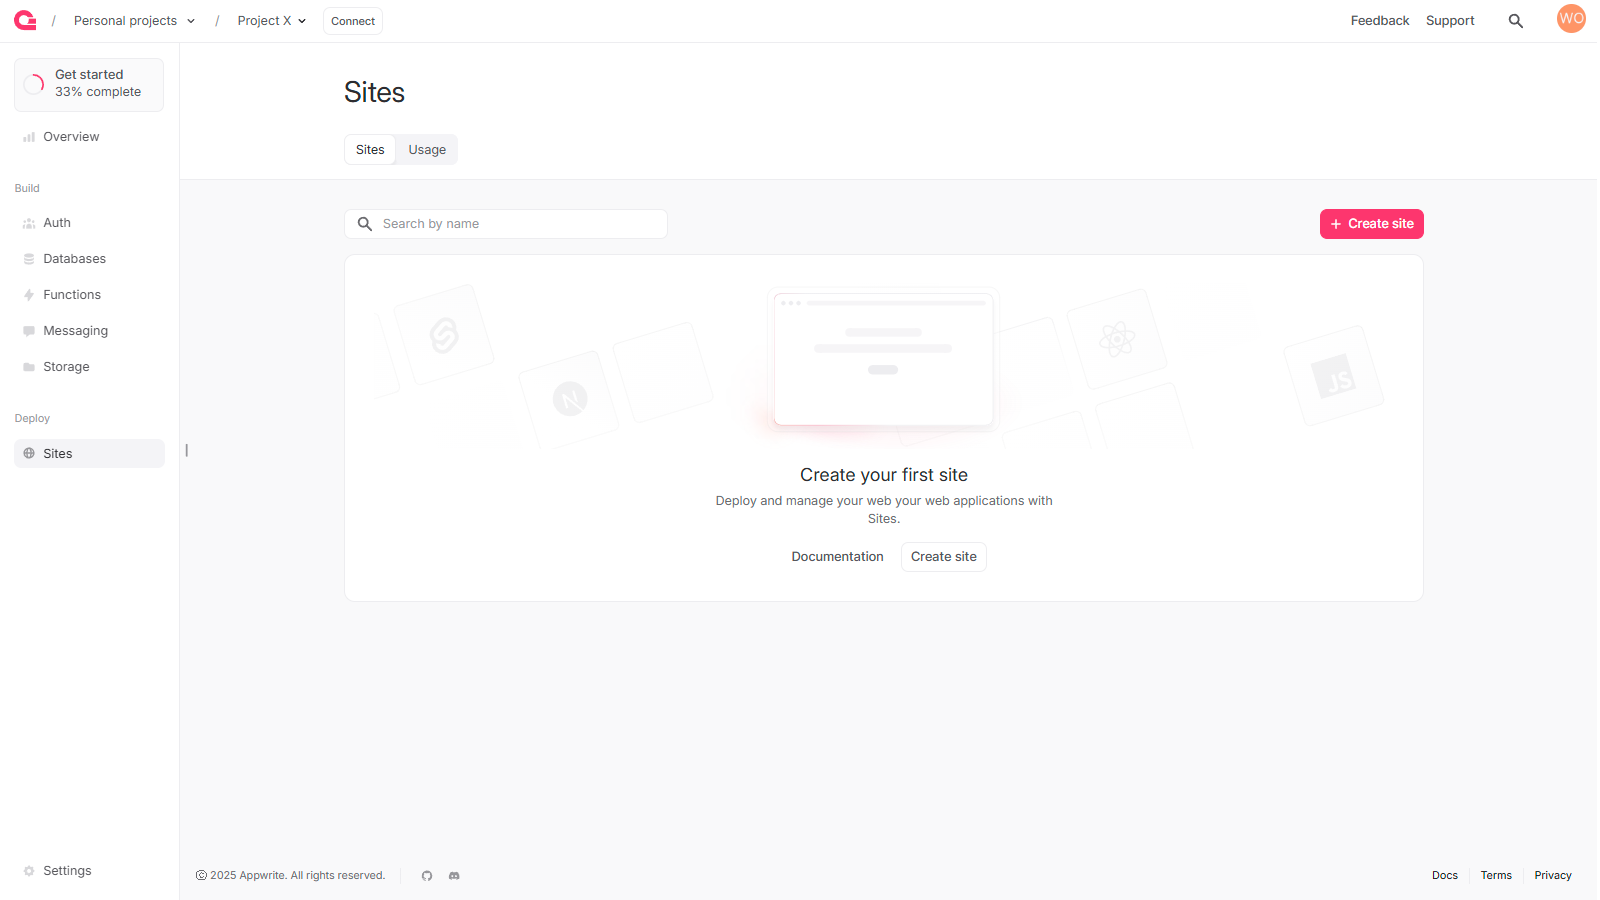 / Personal projects / Project X Connect
Feedback Support WO
Get started
33% complete
Overview
Build
Auth
Databases
Functions
Messaging
Storage
Deploy
Sites
Settings
Sites
Sites Usage
Search by name
+ Create site
N
JS
Create your first site
Deploy and manage your web your web applications with
Sites.
Documentation Create site
© 2025 Appwrite. All rights reserved.
Docs Terms Privacy